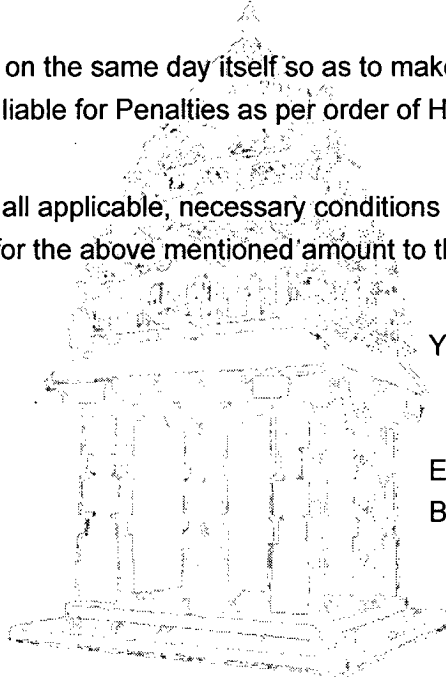 on the same day itself so as to make
liable for Penalties as per order of H
all applicable, necessary conditions
for the above mentioned amount to th
Y
E
B